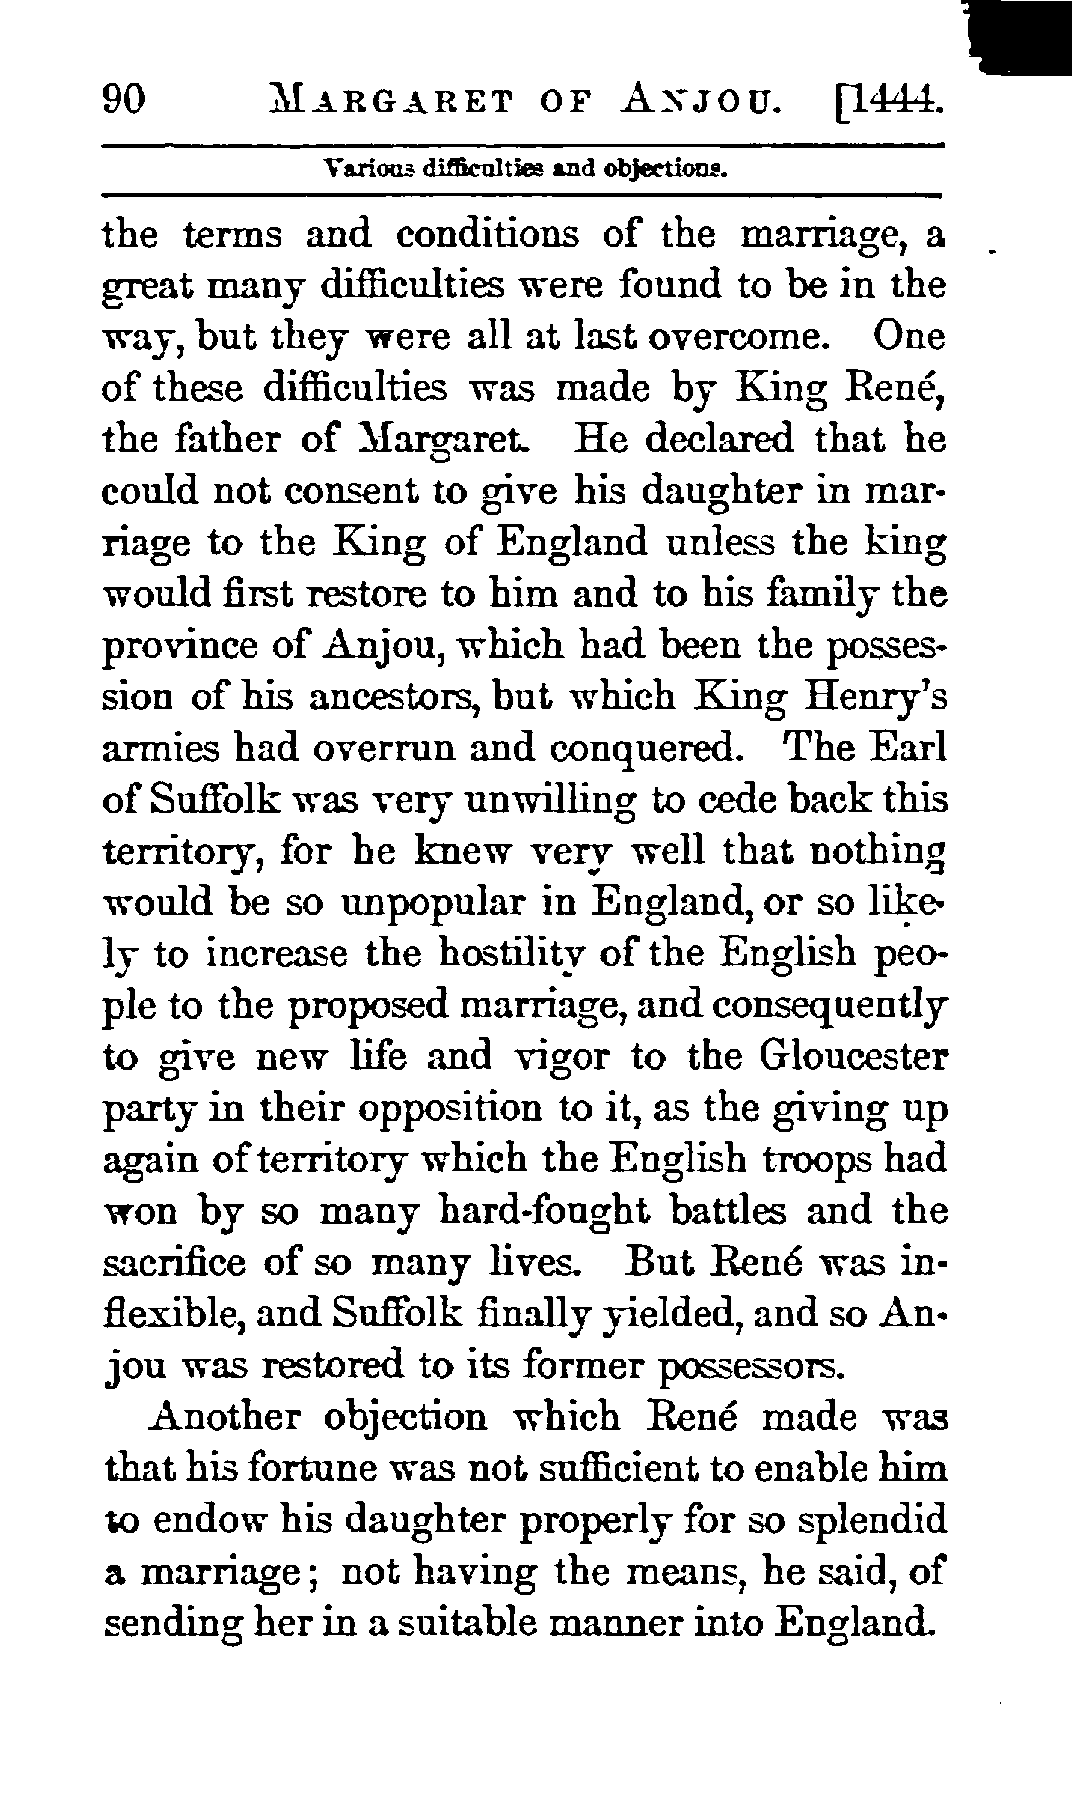 90 MARGARET OF ANJOU. [1444.
Various difficulties and objections.
the terms and conditions of the marriage, a
great many difficulties were found to be in the
way, but they were all at last overcome. One
of these difficulties was made by King René,
the father of Margaret. He declared that he
could not consent to give his daughter in mar-
riage to the King of England unless the king
would first restore to him and to his family the
province of Anjou, which had been the posses-
sion of his ancestors, but which King Henry's
armies had overrun and conquered. The Earl
of Suffolk was very unwilling to cede back this
territory, for he knew very well that nothing
would be so unpopular in England, or so like-
ly to increase the hostility of the English peo-
ple to the proposed marriage, and consequently
to give new life and vigor to the Gloucester
party in their opposition to it, as the giving up
again of territory which the English troops had
won by so many hard-fought battles and the
sacrifice of so many lives. But René was in-
flexible, and Suffolk finally yielded, and so An-
jou was restored to its former possessors.
Another objection which René made was
that his fortune was not sufficient to enable him
to endow his daughter properly for so splendid
a marriage; not having the means, he said, of
sending her in a suitable manner into England.